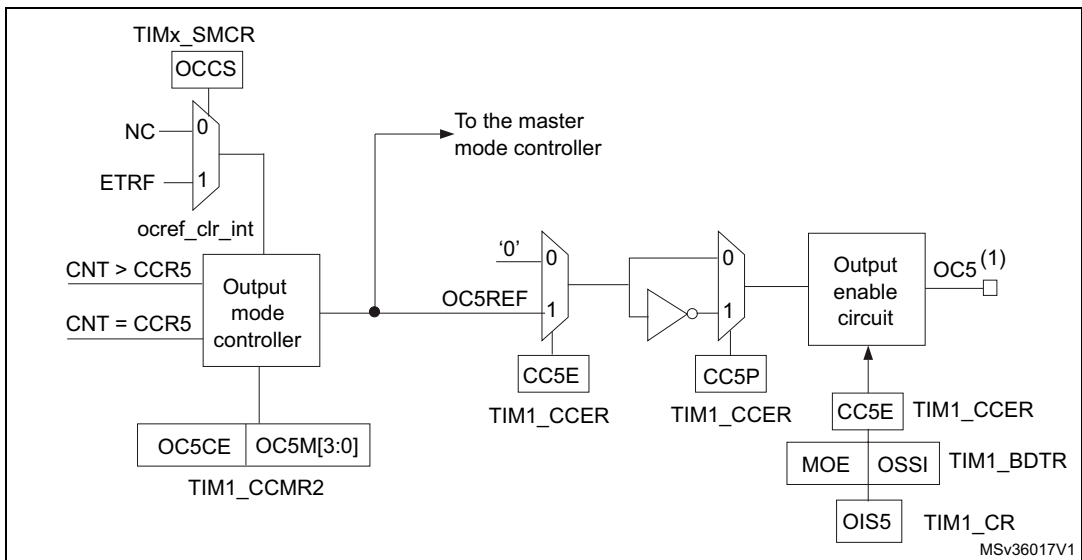 TIMx_SMCR
OCCS
NC
0
ETRF
1
ocref_clr_int
To the master
mode controller
CNT > CCR5
CNT = CCR5
Output
mode
controller
OC5REF
‘0’
0
1
0
1
Output
enable
circuit
OC5 (1)
CC5E
TIM1_CCER
CC5P
TIM1_CCER
CC5E
TIM1_CCER
OC5CE
OC5M[3:0]
TIM1_CCMR2
MOE
OSSI
TIM1_BDTR
OIS5
TIM1_CR
MSv36017V1